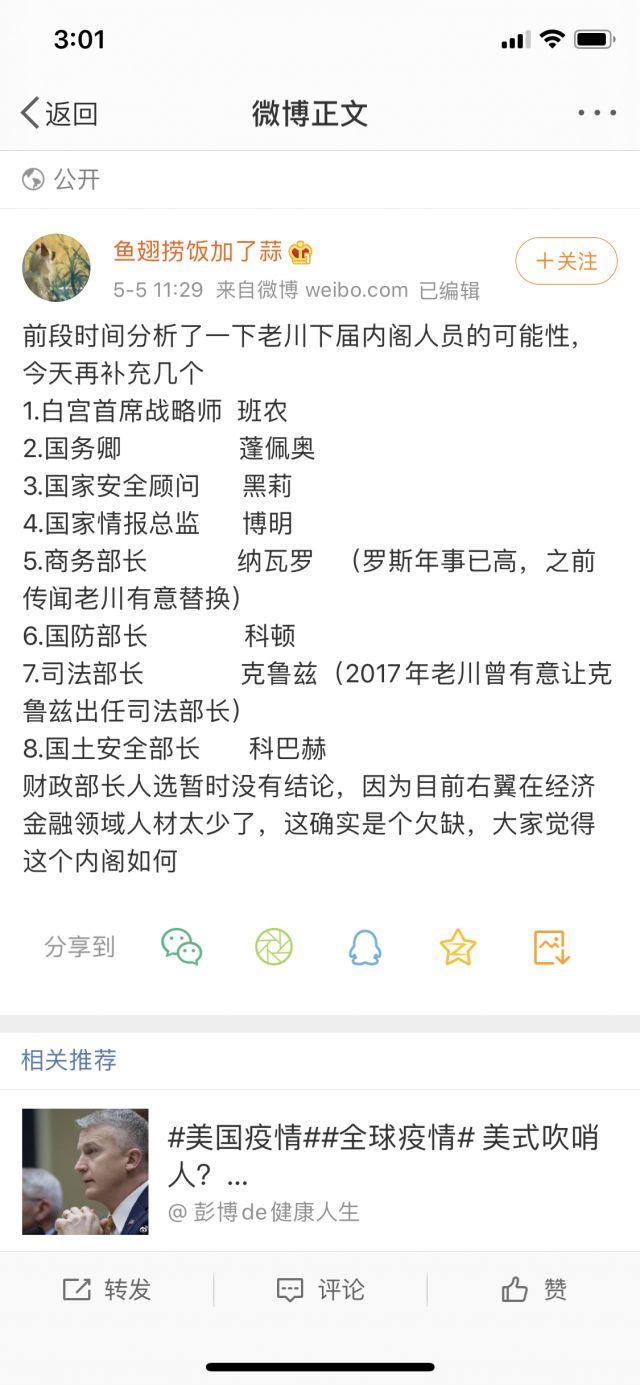 3:01
返回
微博正文
公开
鱼翅捞饭加了蒜
+关注
5-5 11:29 来自微博 weibo.com 已编辑
前段时间分析了一下老川下届内阁人员的可能性，
今天再补充几个
1.白宫首席战略师 班农
2.国务卿 蓬佩奥
3.国家安全顾问 黑莉
4.国家情报总监 博明
5.商务部长 纳瓦罗 （罗斯年事已高，之前
传闻老川有意替换）
6.国防部长 科顿
7.司法部长 克鲁兹（2017年老川曾有意让克
鲁兹出任司法部长）
8.国土安全部长 科巴赫
财政部长人选暂时没有结论，因为目前右翼在经济
金融领域人材太少了，这确实是个欠缺，大家觉得
这个内阁如何
分享到
相关推荐
#美国疫情##全球疫情# 美式吹哨
人？...
@ 彭博de健康人生
转发
评论
赞